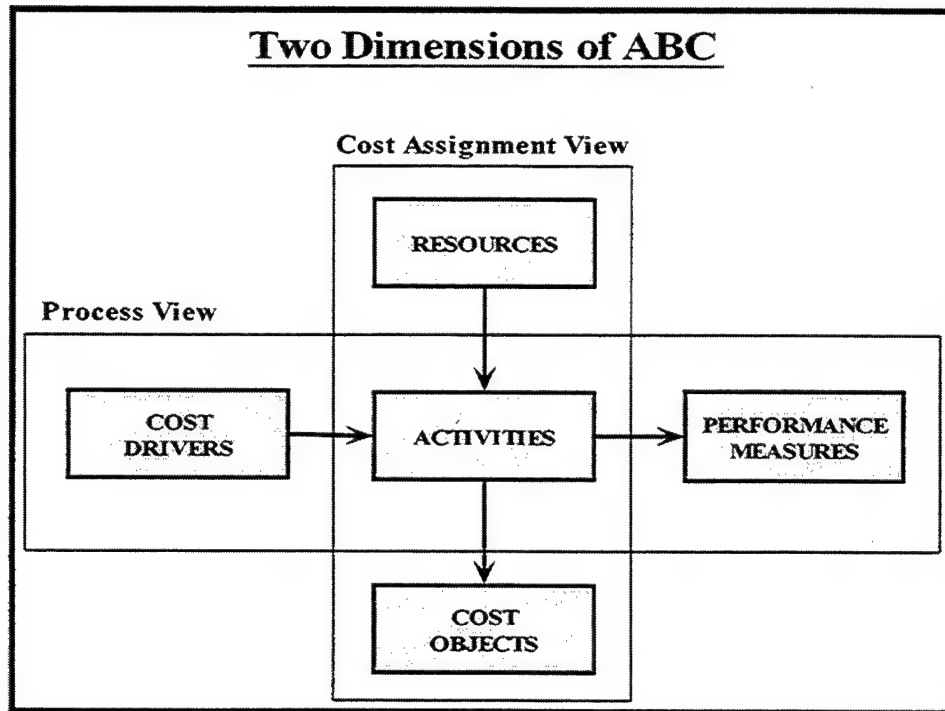 Two Dimensions of ABC
Cost Assignment View
RESOURCES
Process View
COST
DRIVERS
ACTIVITIES
PERFORMANCE
MEASURES
COST
OBJECTS